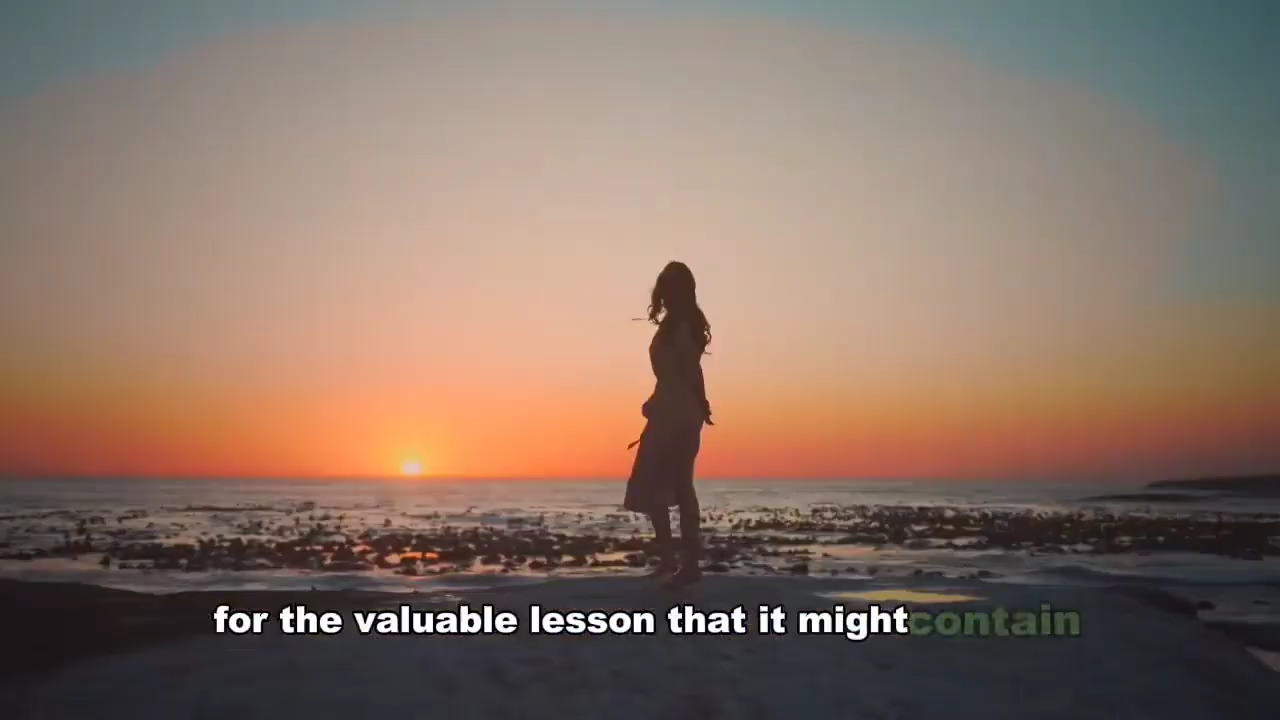 for the valuable lesson that it might contain